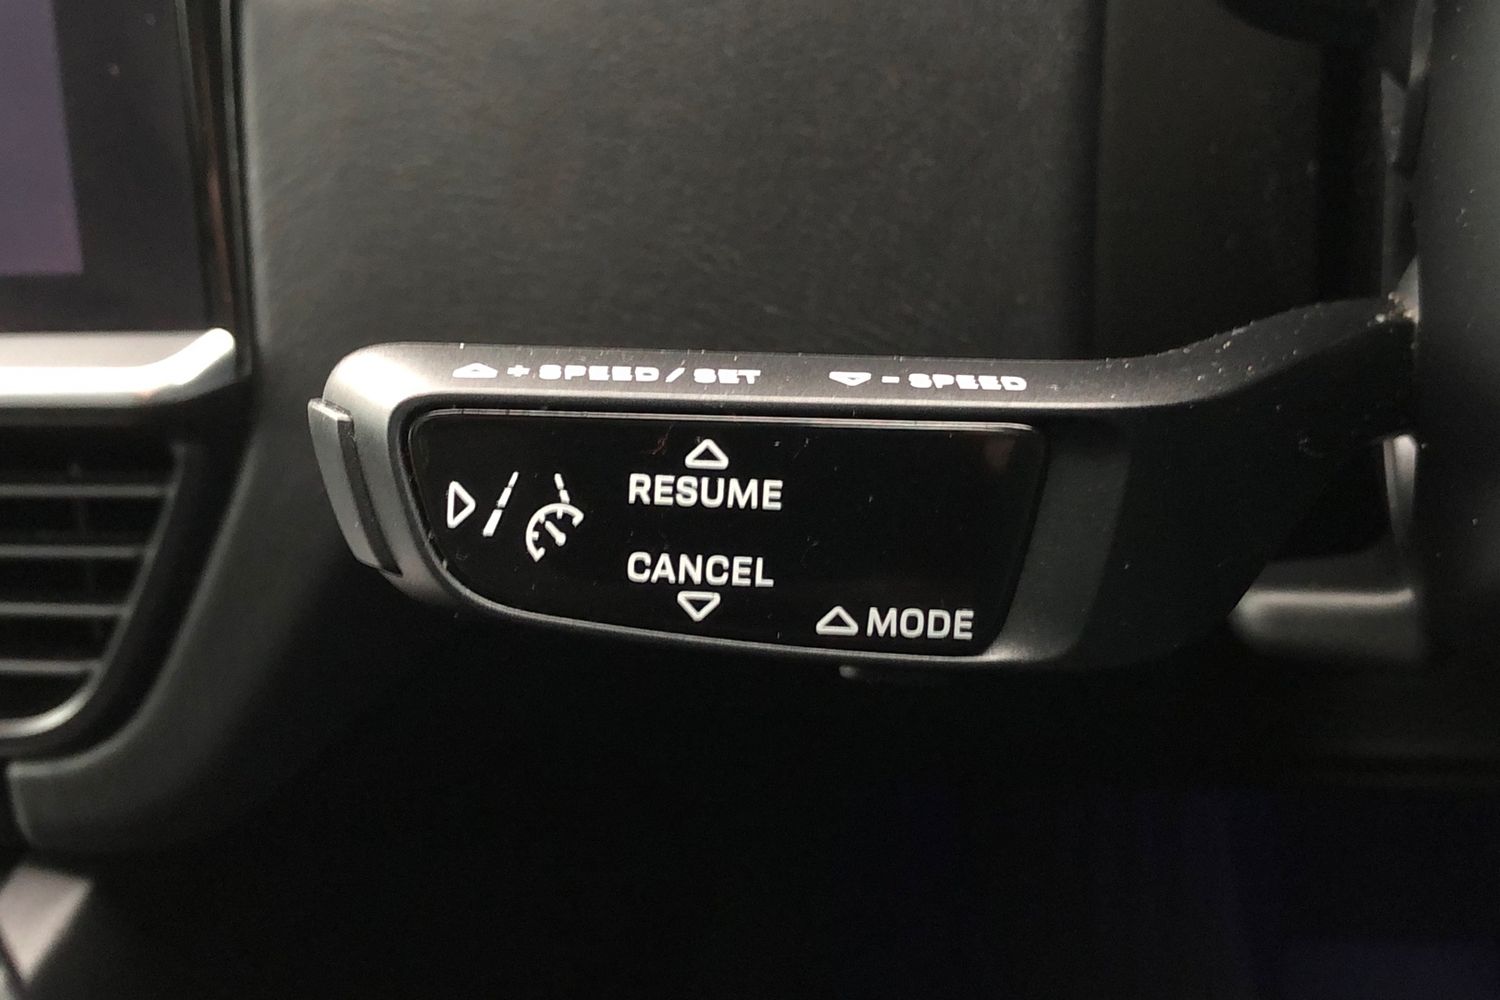 + SPEED / SET - SPEED
RESUME
CANCEL
MODE